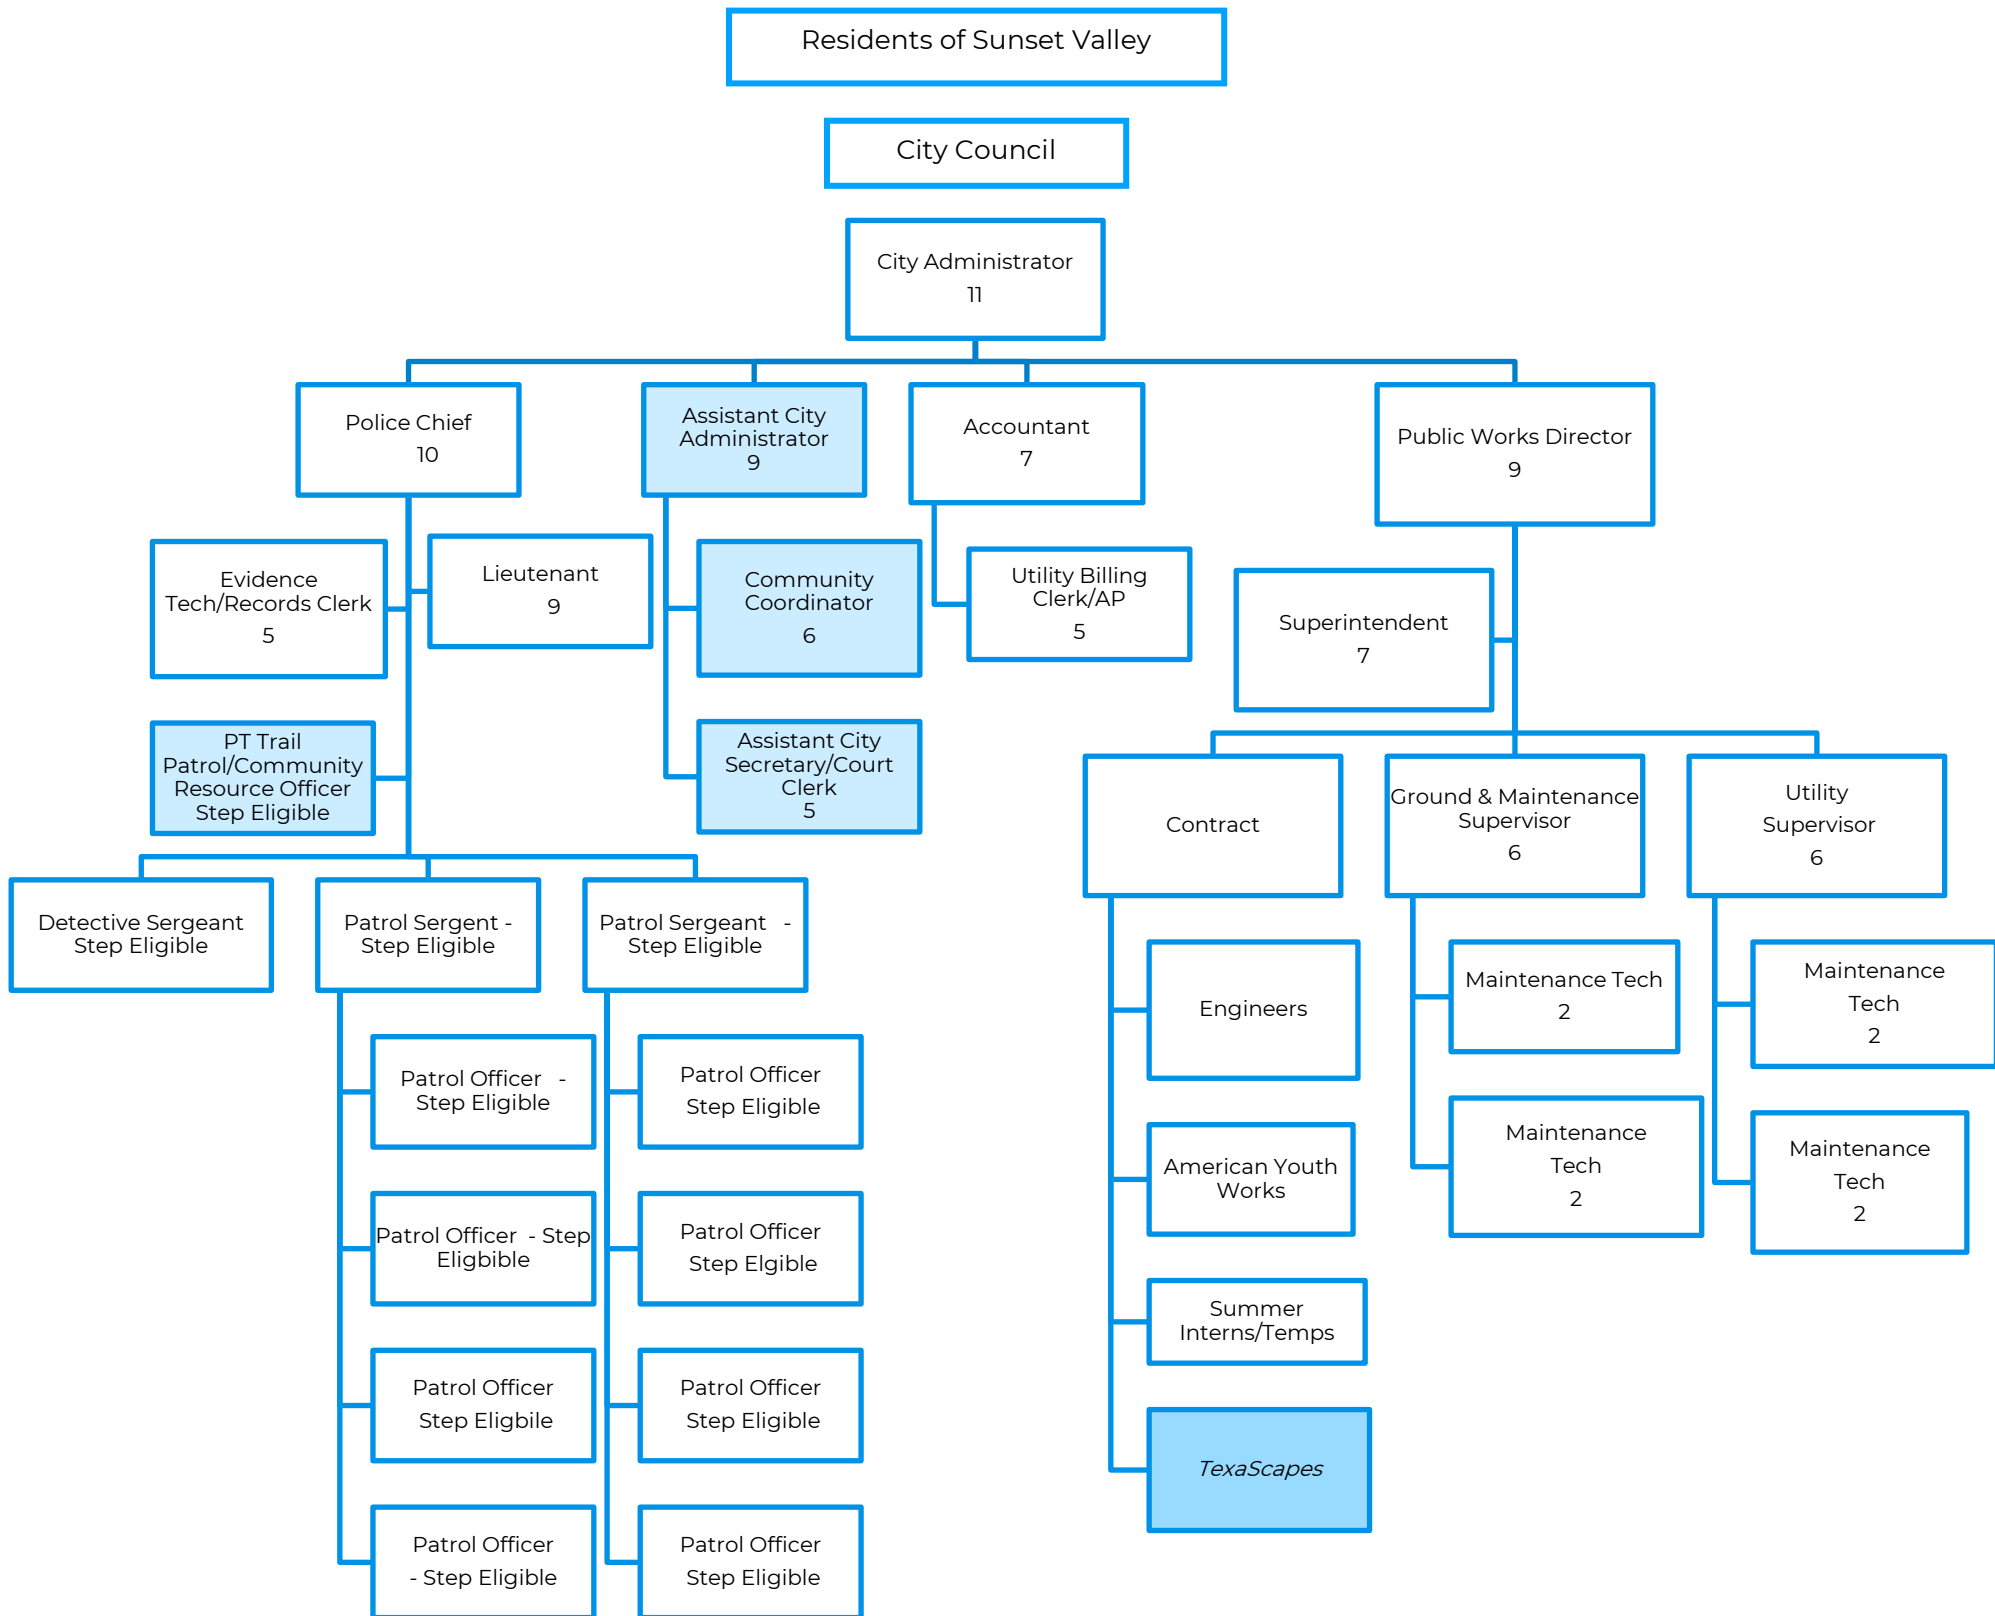 Residents of Sunset Valley
City Council
City Administrator
11
Police Chief
10
Assistant City
Administrator
9
Accountant
7
Public Works Director
9
Evidence
Tech/Records Clerk
5
Lieutenant
9
Community
Coordinator
6
Utility Billing
Clerk/AP
5
Superintendent
7
PT Trail
Patrol/Community
Resource Officer
Step Eligible
Assistant City
Secretary/Court
Clerk
5
Contract
Ground & Maintenance
Supervisor
6
Utility
Supervisor
6
Detective Sergeant
Step Eligible
Patrol Sergent -
Step Eligible
Patrol Sergeant -
Step Eligible
Patrol Officer -
Step Eligible
Patrol Officer - Step
Eligbible
Patrol Officer
Step Eligbile
Patrol Officer
- Step Eligible
Patrol Officer
Step Eligible
Patrol Officer
Step Elgible
Patrol Officer
Step Eligible
Patrol Officer
Step Eligible
Engineers
American Youth
Works
Summer
Interns/Temps
TexaScapes
Maintenance Tech
2
Maintenance
Tech
2
Maintenance
Tech
2
Maintenance
Tech
2